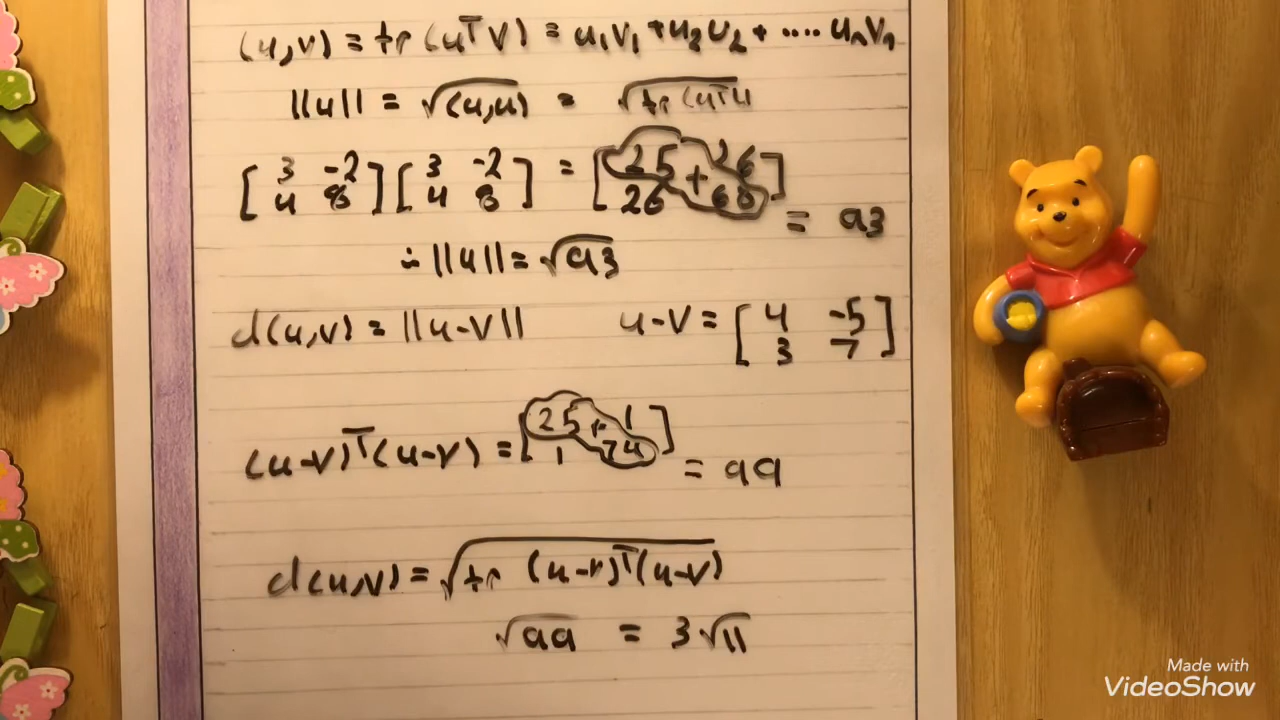 (u,v) = tr (uᵀv) = u₁v₁ + u₂v₂ + .... uₙvₙ
||u|| = √(u,u) = √tr (uᵀu
[3 -2; 4 8] [3 -2; 4 8] = [25 + 26; 26 68] = 93
∴ ||u|| = √93
d(u,v) = ||u-v|| u-v = [4 -5; 3 7]
(u-v)ᵀ(u-v) = [25 + 1; 1 74] = 99
d(u,v) = √tr (u-v)ᵀ(u-v)
√99 = 3√11
Made with
VideoShow